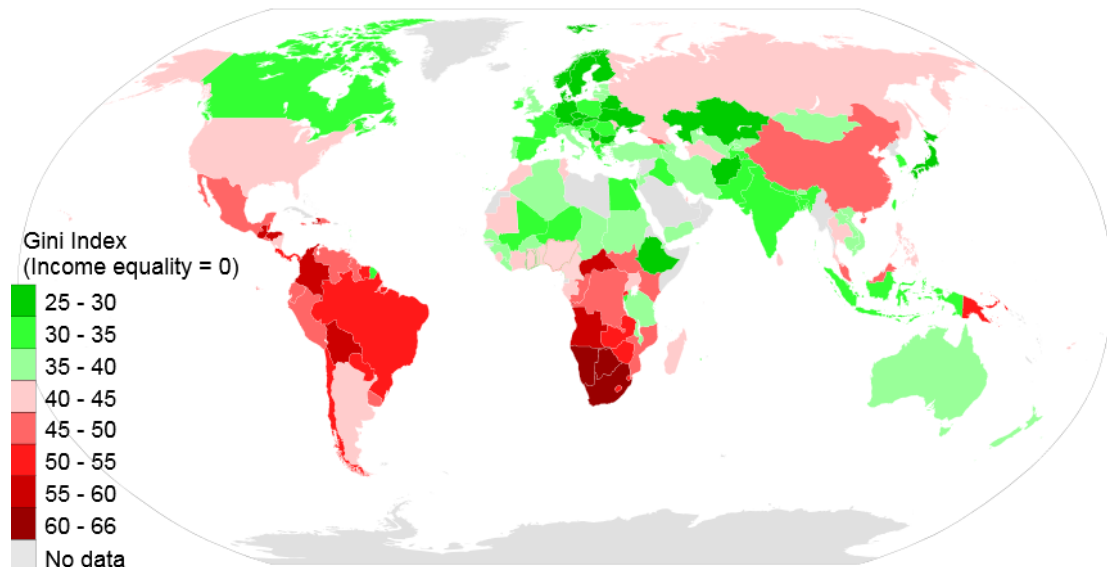 Gini Index
(Income equality = 0)
25 - 30
30 - 35
35 - 40
40 - 45
45 - 50
50 - 55
55 - 60
60 - 66
No data